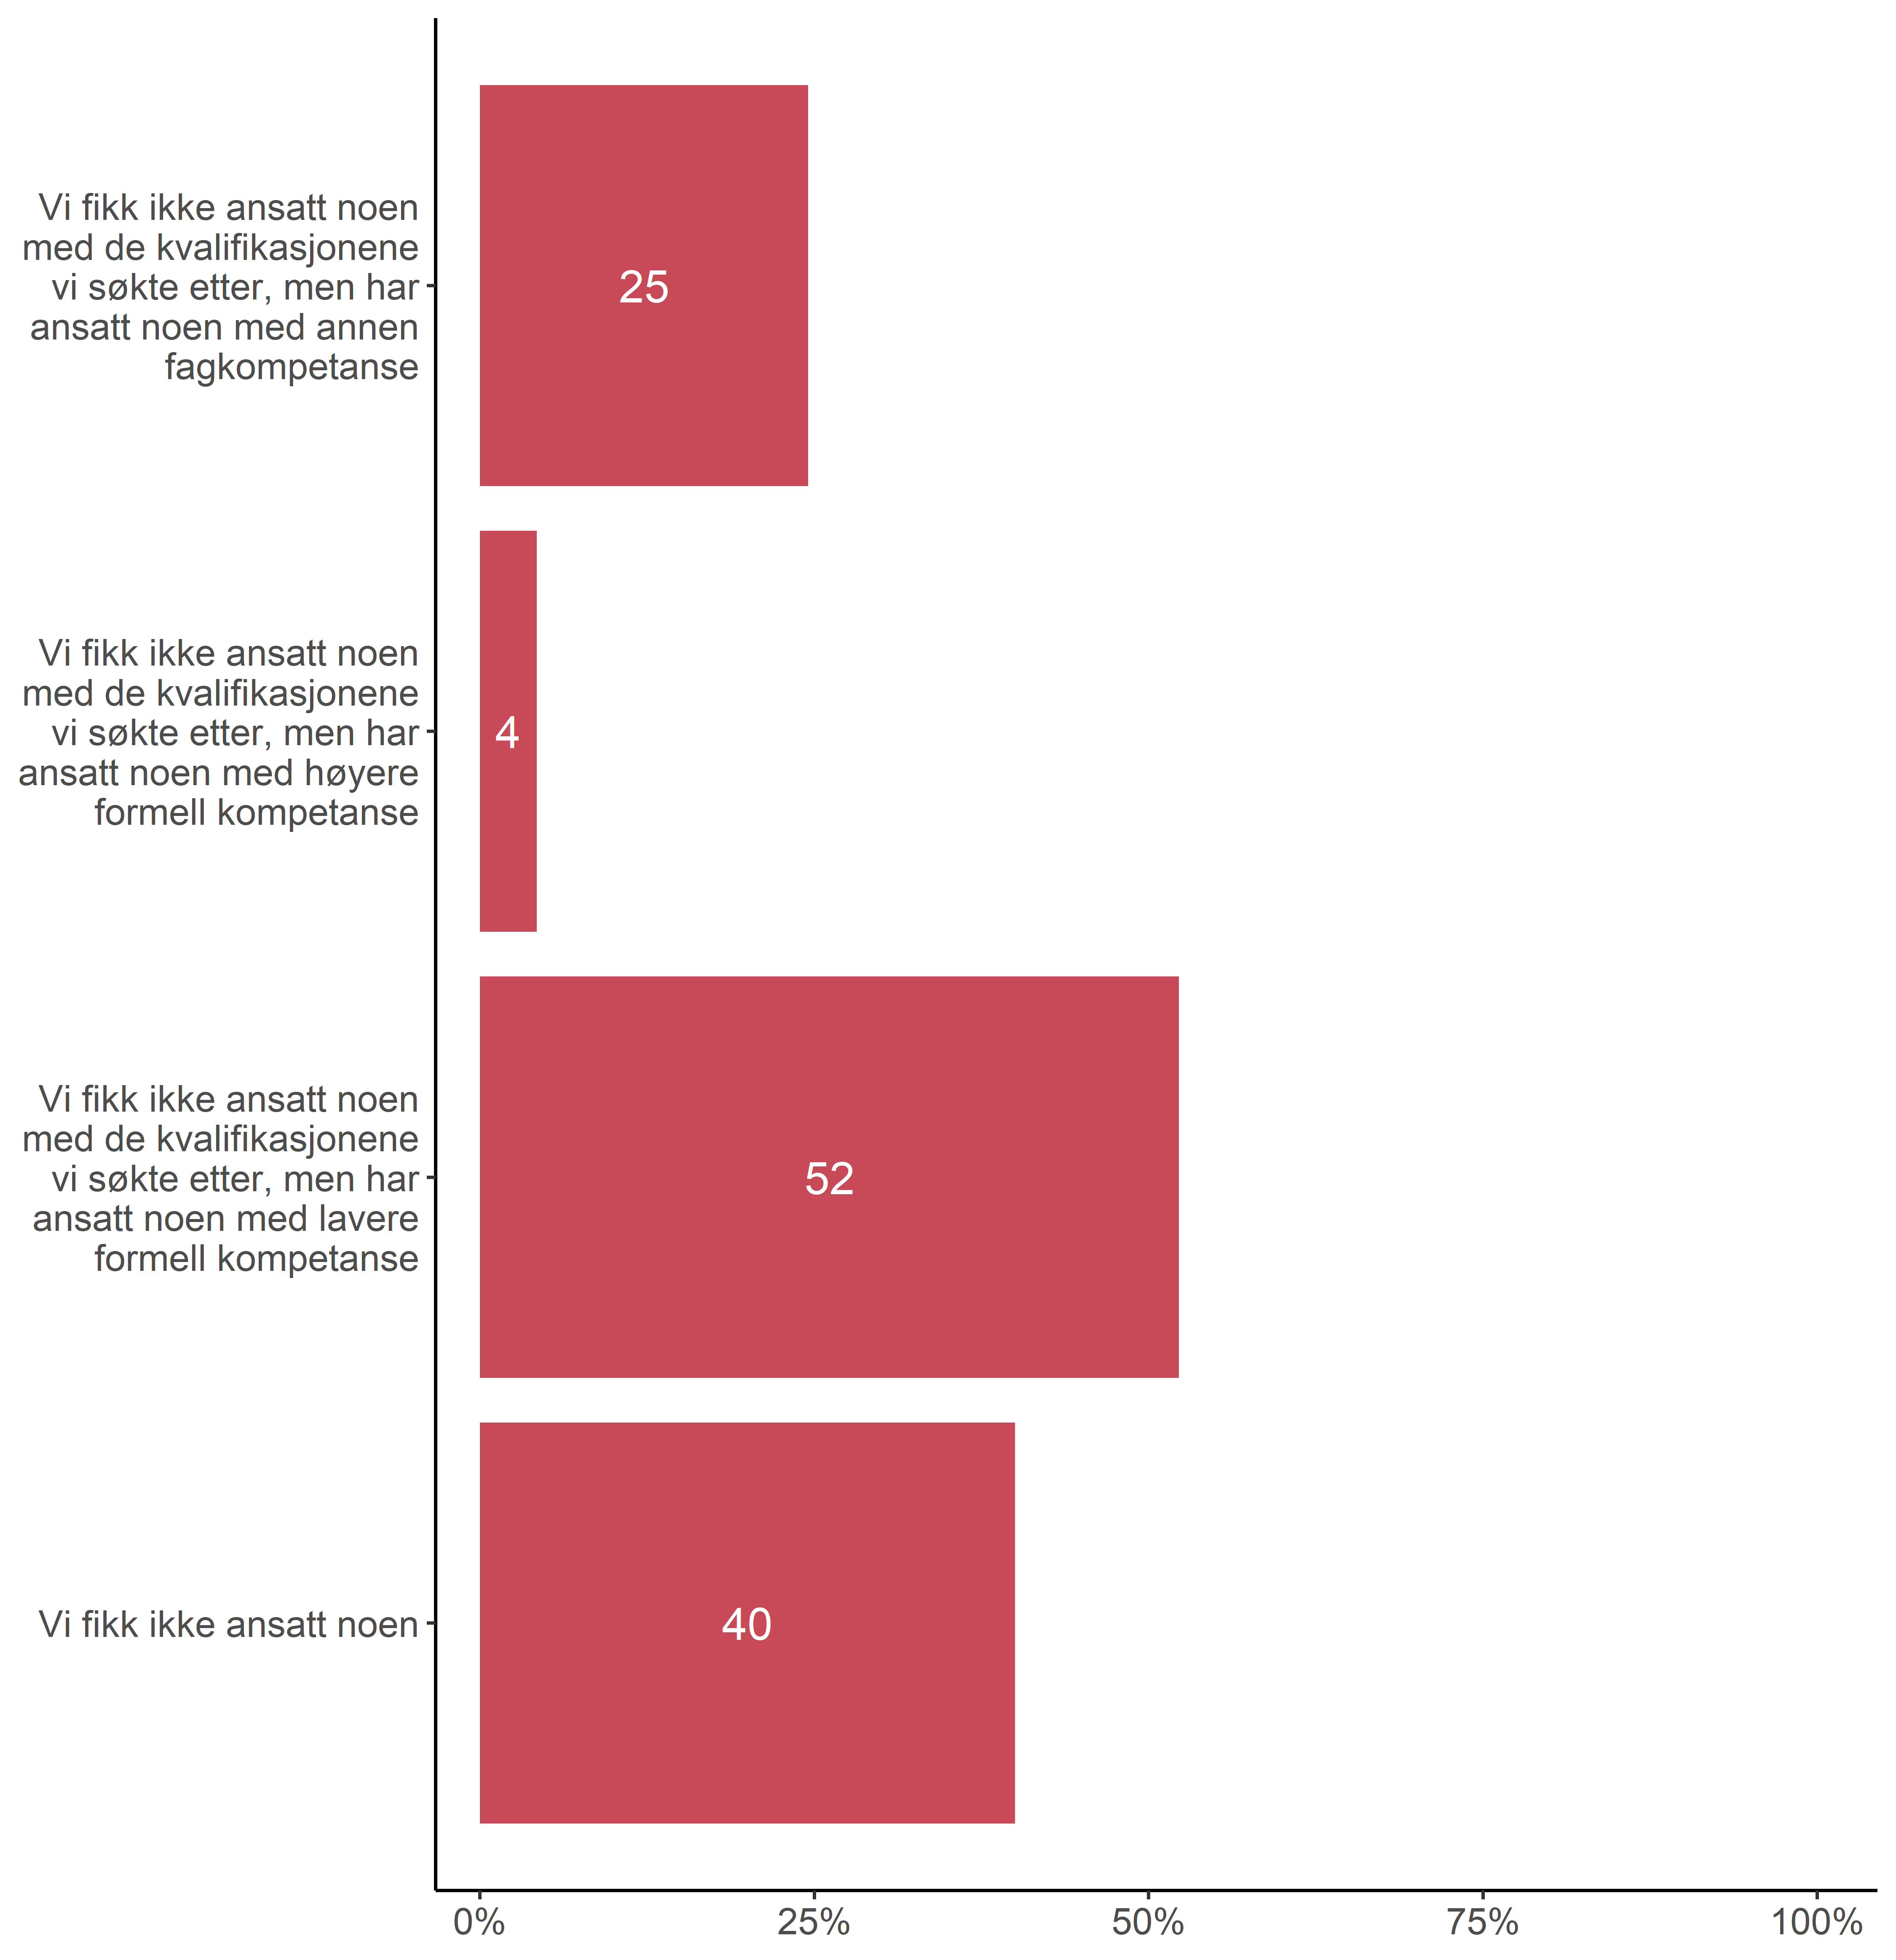 Vi fikk ikke ansatt noen
med de kvalifikasjonene
vi søkte etter, men har
ansatt noen med annen
fagkompetanse
25
Vi fikk ikke ansatt noen
med de kvalifikasjonene
vi søkte etter, men har
ansatt noen med høyere
formell kompetanse
4
Vi fikk ikke ansatt noen
med de kvalifikasjonene
vi søkte etter, men har
ansatt noen med lavere
formell kompetanse
52
Vi fikk ikke ansatt noen
40
0% 25% 50% 75% 100%